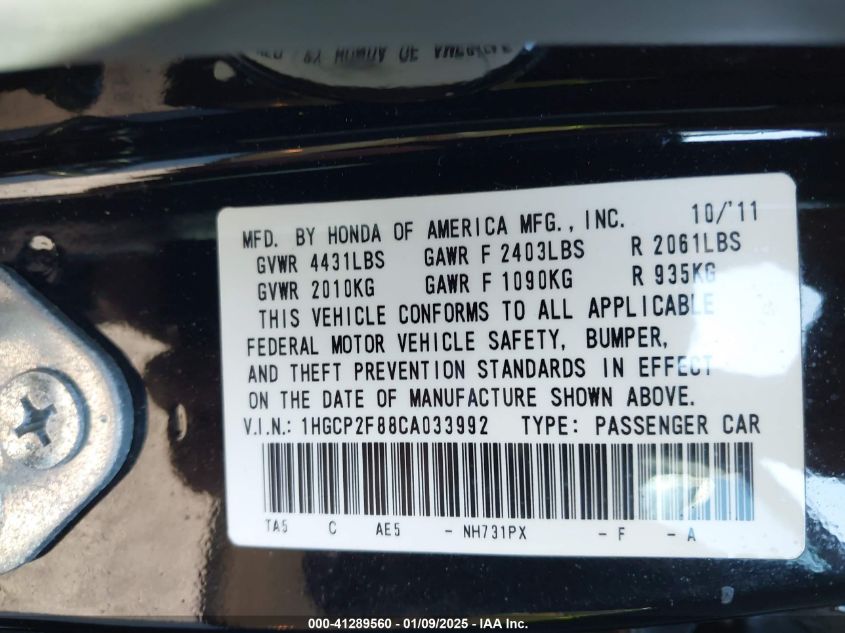 MFD. BY HONDA OF AMERICA MFG., INC. 10/'11
GVWR 4431LBS GAWR F 2403LBS R 2061LBS
GVWR 2010KG GAWR F 1090KG R 935KG
THIS VEHICLE CONFORMS TO ALL APPLICABLE
FEDERAL MOTOR VEHICLE SAFETY, BUMPER,
AND THEFT PREVENTION STANDARDS IN EFFECT
ON THE DATE OF MANUFACTURE SHOWN ABOVE.
V.I.N.: 1HGCP2F88CA033992 TYPE: PASSENGER CAR
TA5 C AE5 - NH731PX - F - A
000-41289560 - 01/09/2025 - IAA Inc.